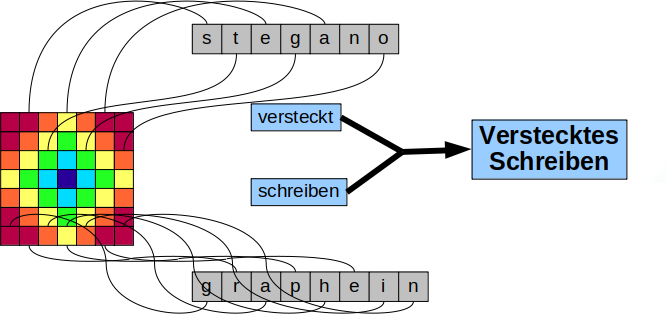 s t e g a n o
versteckt
Verstecktes
Schreiben
schreiben
g r a p h e i n